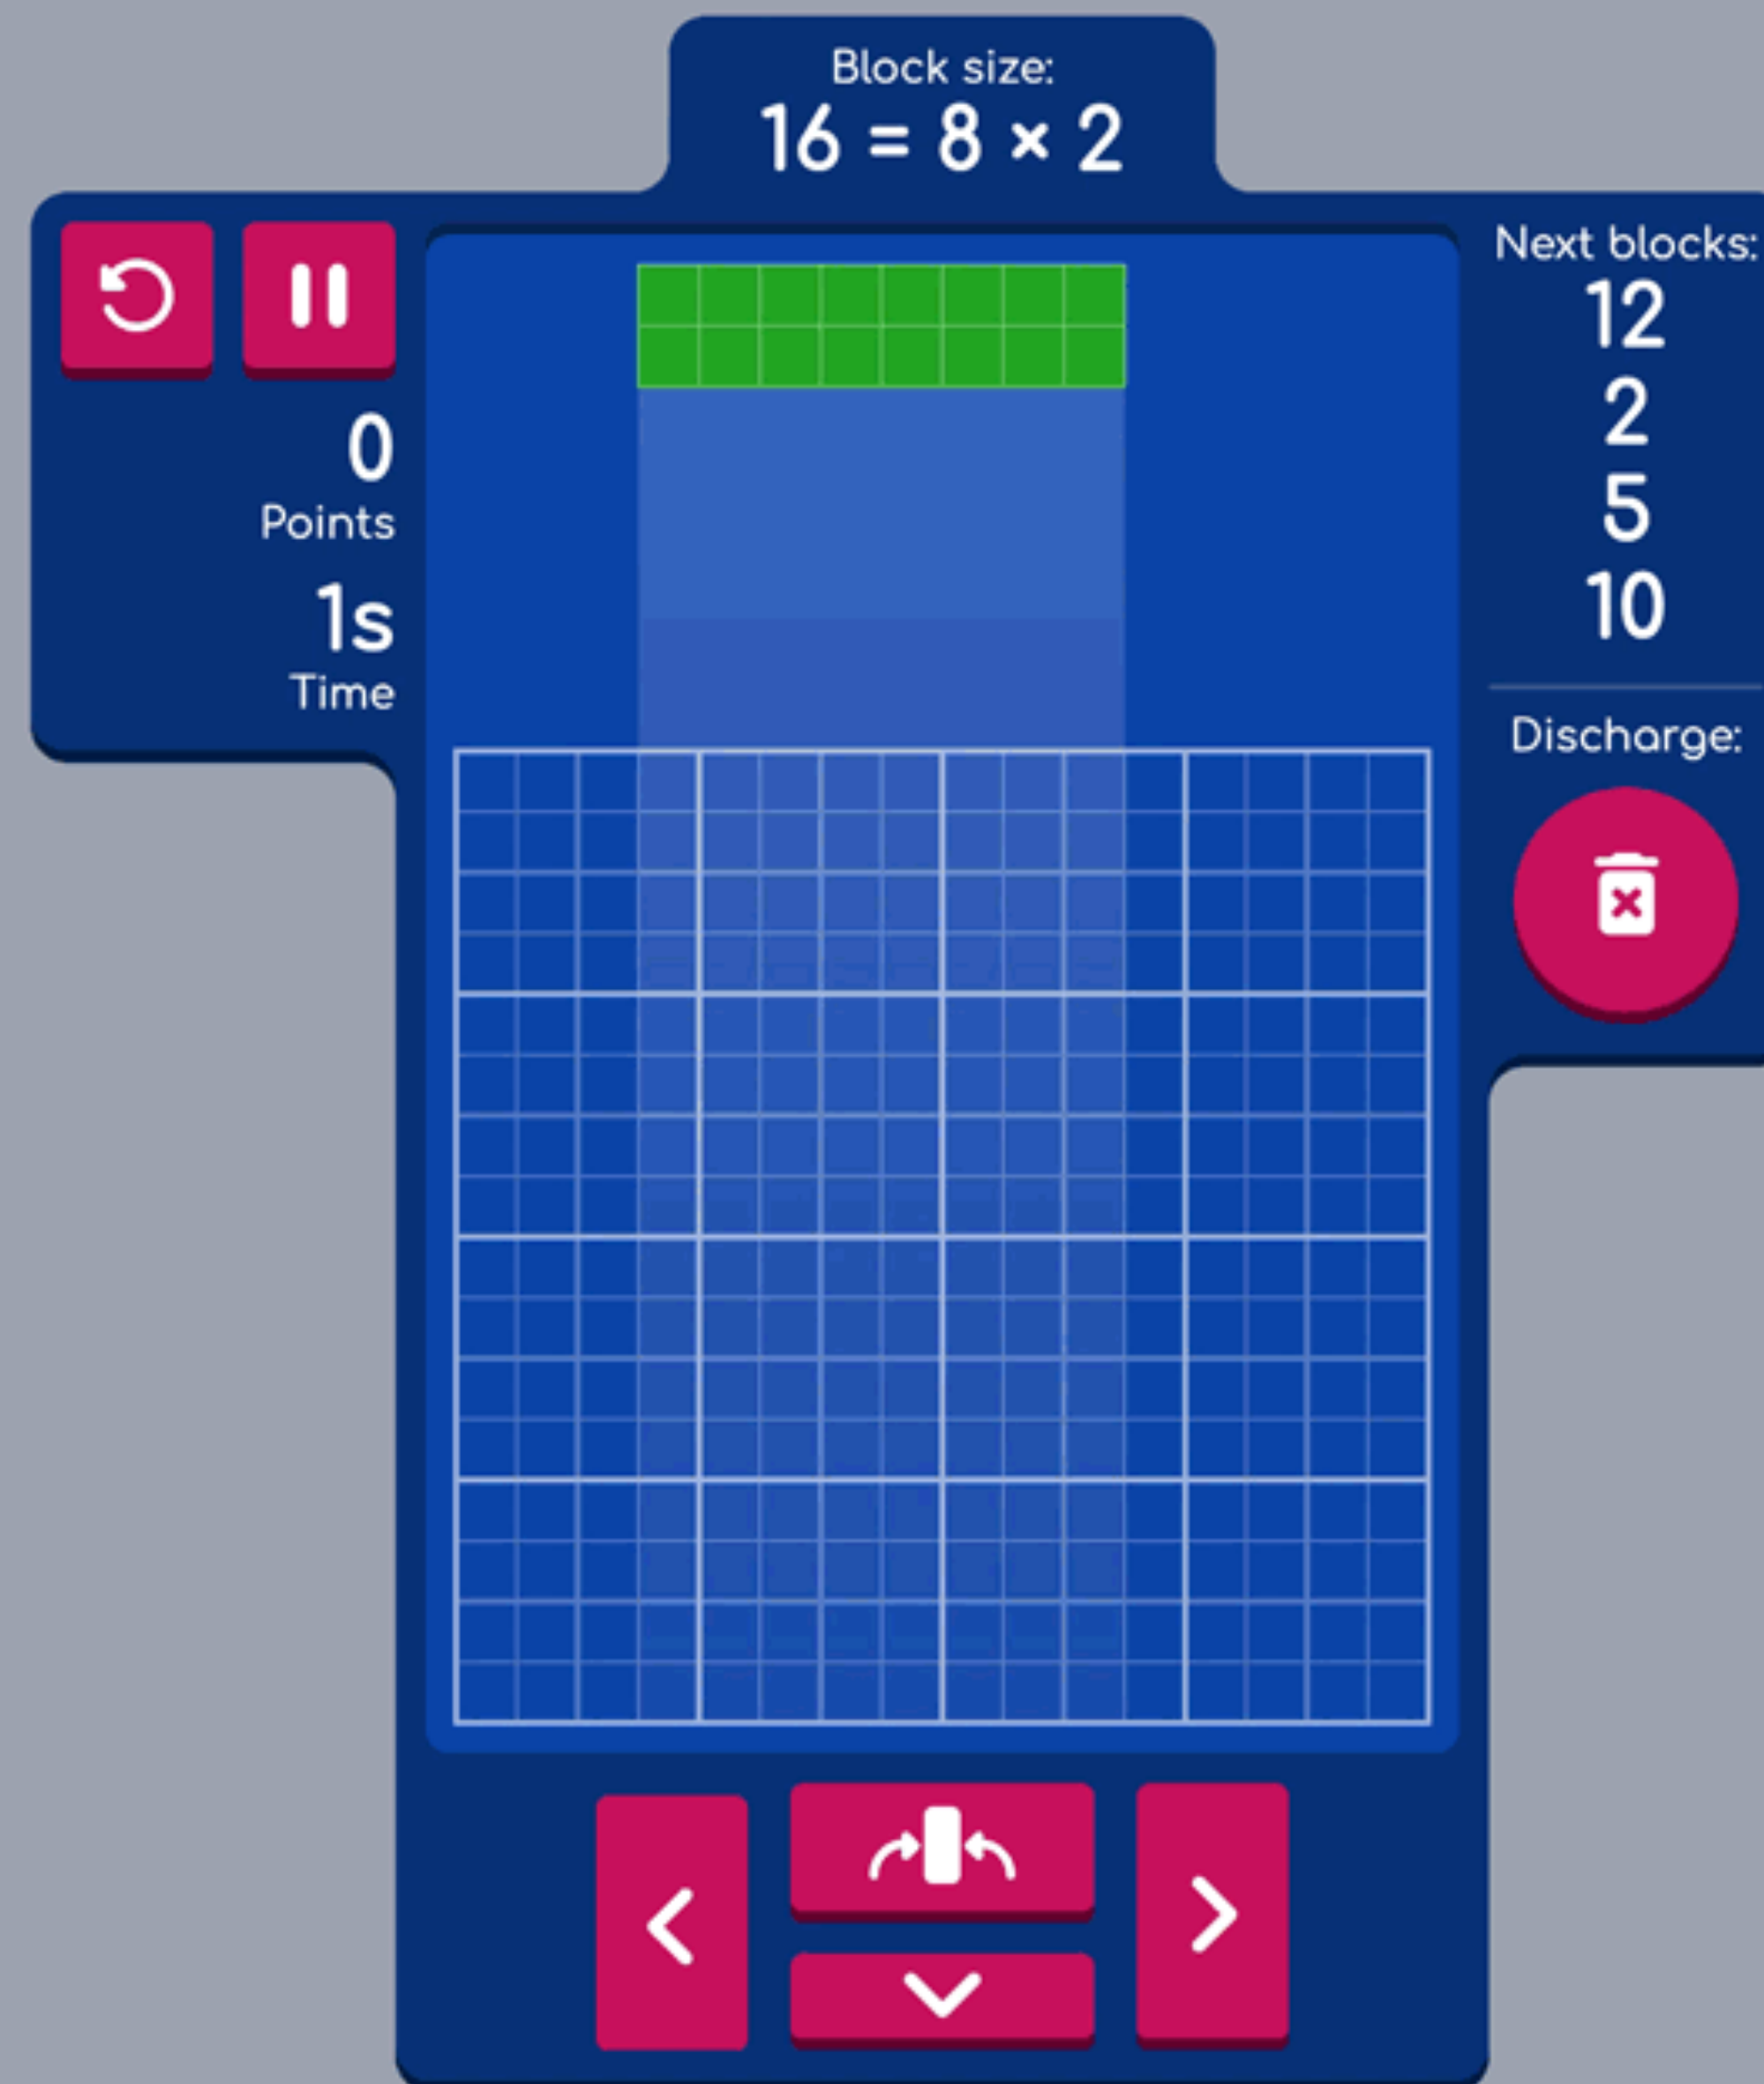 Block size:
16 = 8 × 2
0
Points
1s
Time
Next blocks:
12
2
5
10
Discharge: